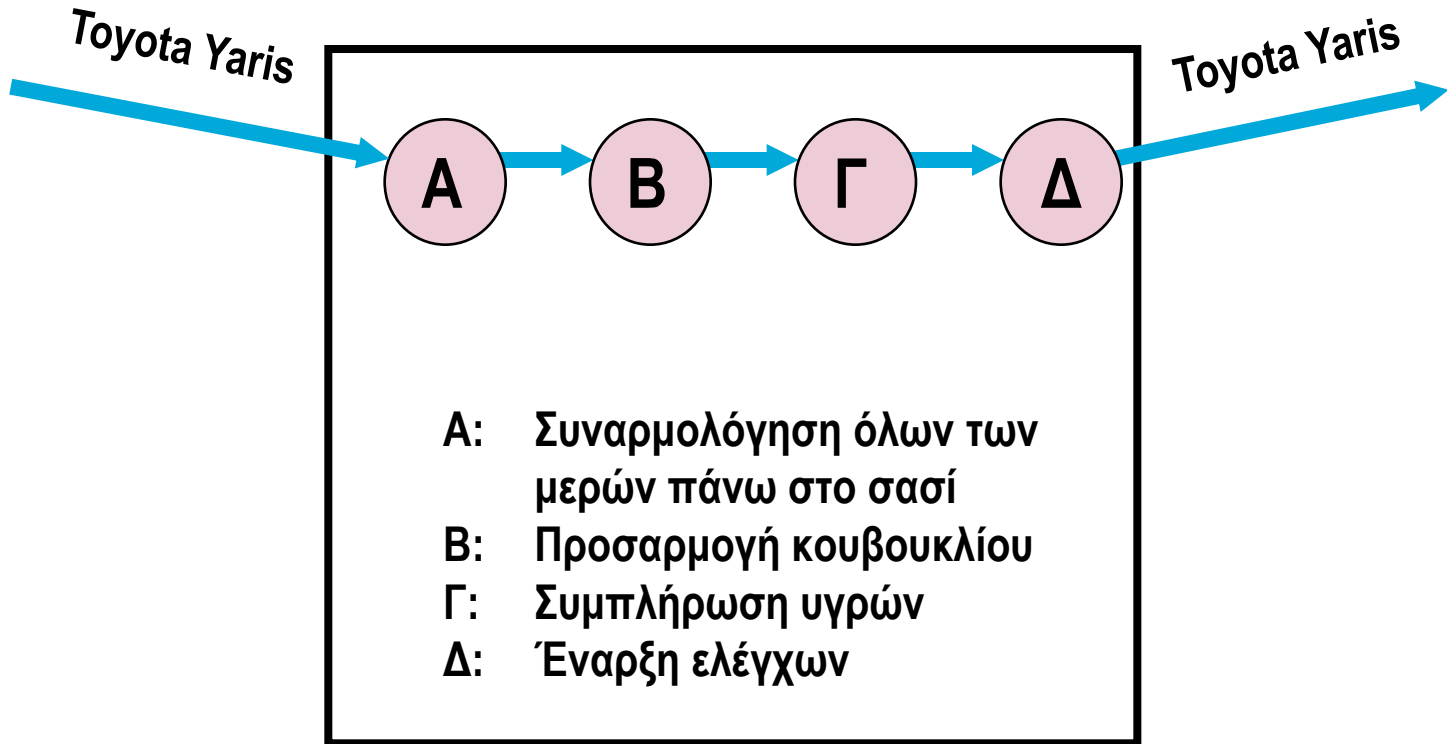 Toyota Yaris
Toyota Yaris
Α Β Γ Δ
Α: Συναρμολόγηση όλων των
μερών πάνω στο σασί
Β: Προσαρμογή κουβουκλίου
Γ: Συμπλήρωση υγρών
Δ: Έναρξη ελέγχων